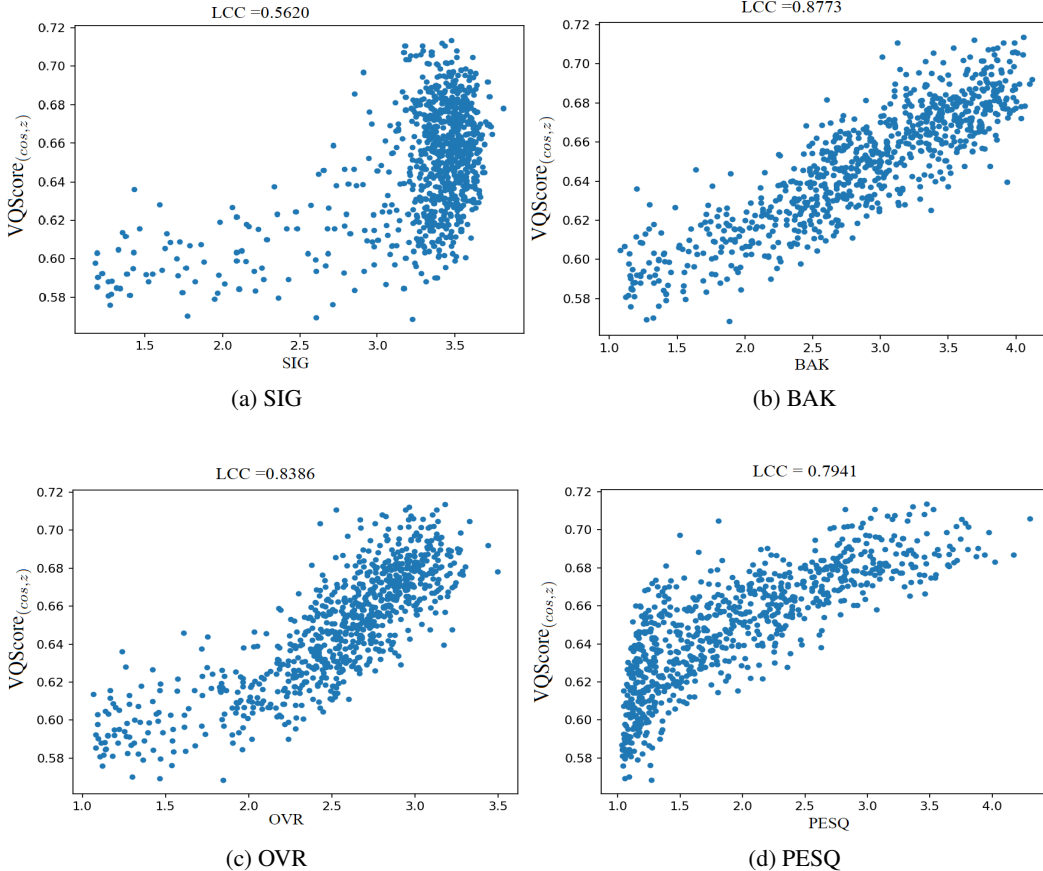 LCC =0.5620
0.72
0.70
0.68
0.66
0.64
0.62
0.60
0.58
VQScore(cos,z)
1.5 2.0 2.5 3.0 3.5
SIG
(a) SIG
LCC =0.8773
0.72
0.70
0.68
0.66
0.64
0.62
0.60
0.58
VQScore(cos,z)
1.0 1.5 2.0 2.5 3.0 3.5 4.0
BAK
(b) BAK
LCC =0.8386
0.72
0.70
0.68
0.66
0.64
0.62
0.60
0.58
VQScore(cos,z)
1.0 1.5 2.0 2.5 3.0 3.5
OVR
(c) OVR
LCC = 0.7941
0.72
0.70
0.68
0.66
0.64
0.62
0.60
0.58
VQScore(cos,z)
1.0 1.5 2.0 2.5 3.0 3.5 4.0
PESQ
(d) PESQ